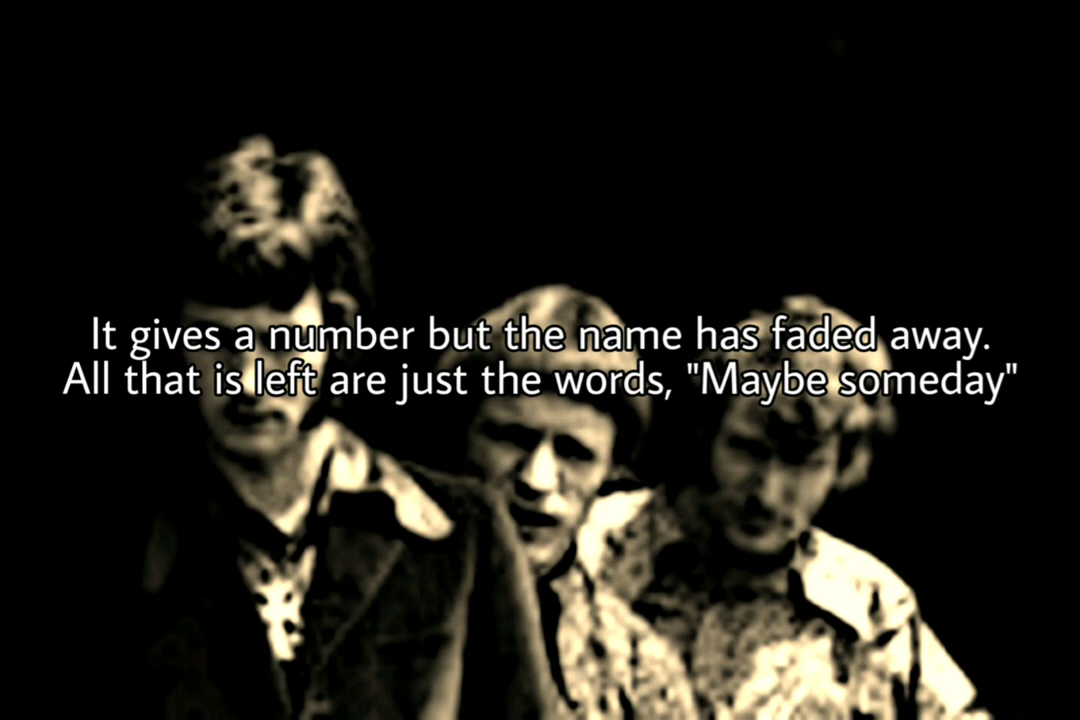 It gives a number but the name has faded away.
All that is left are just the words, "Maybe someday"